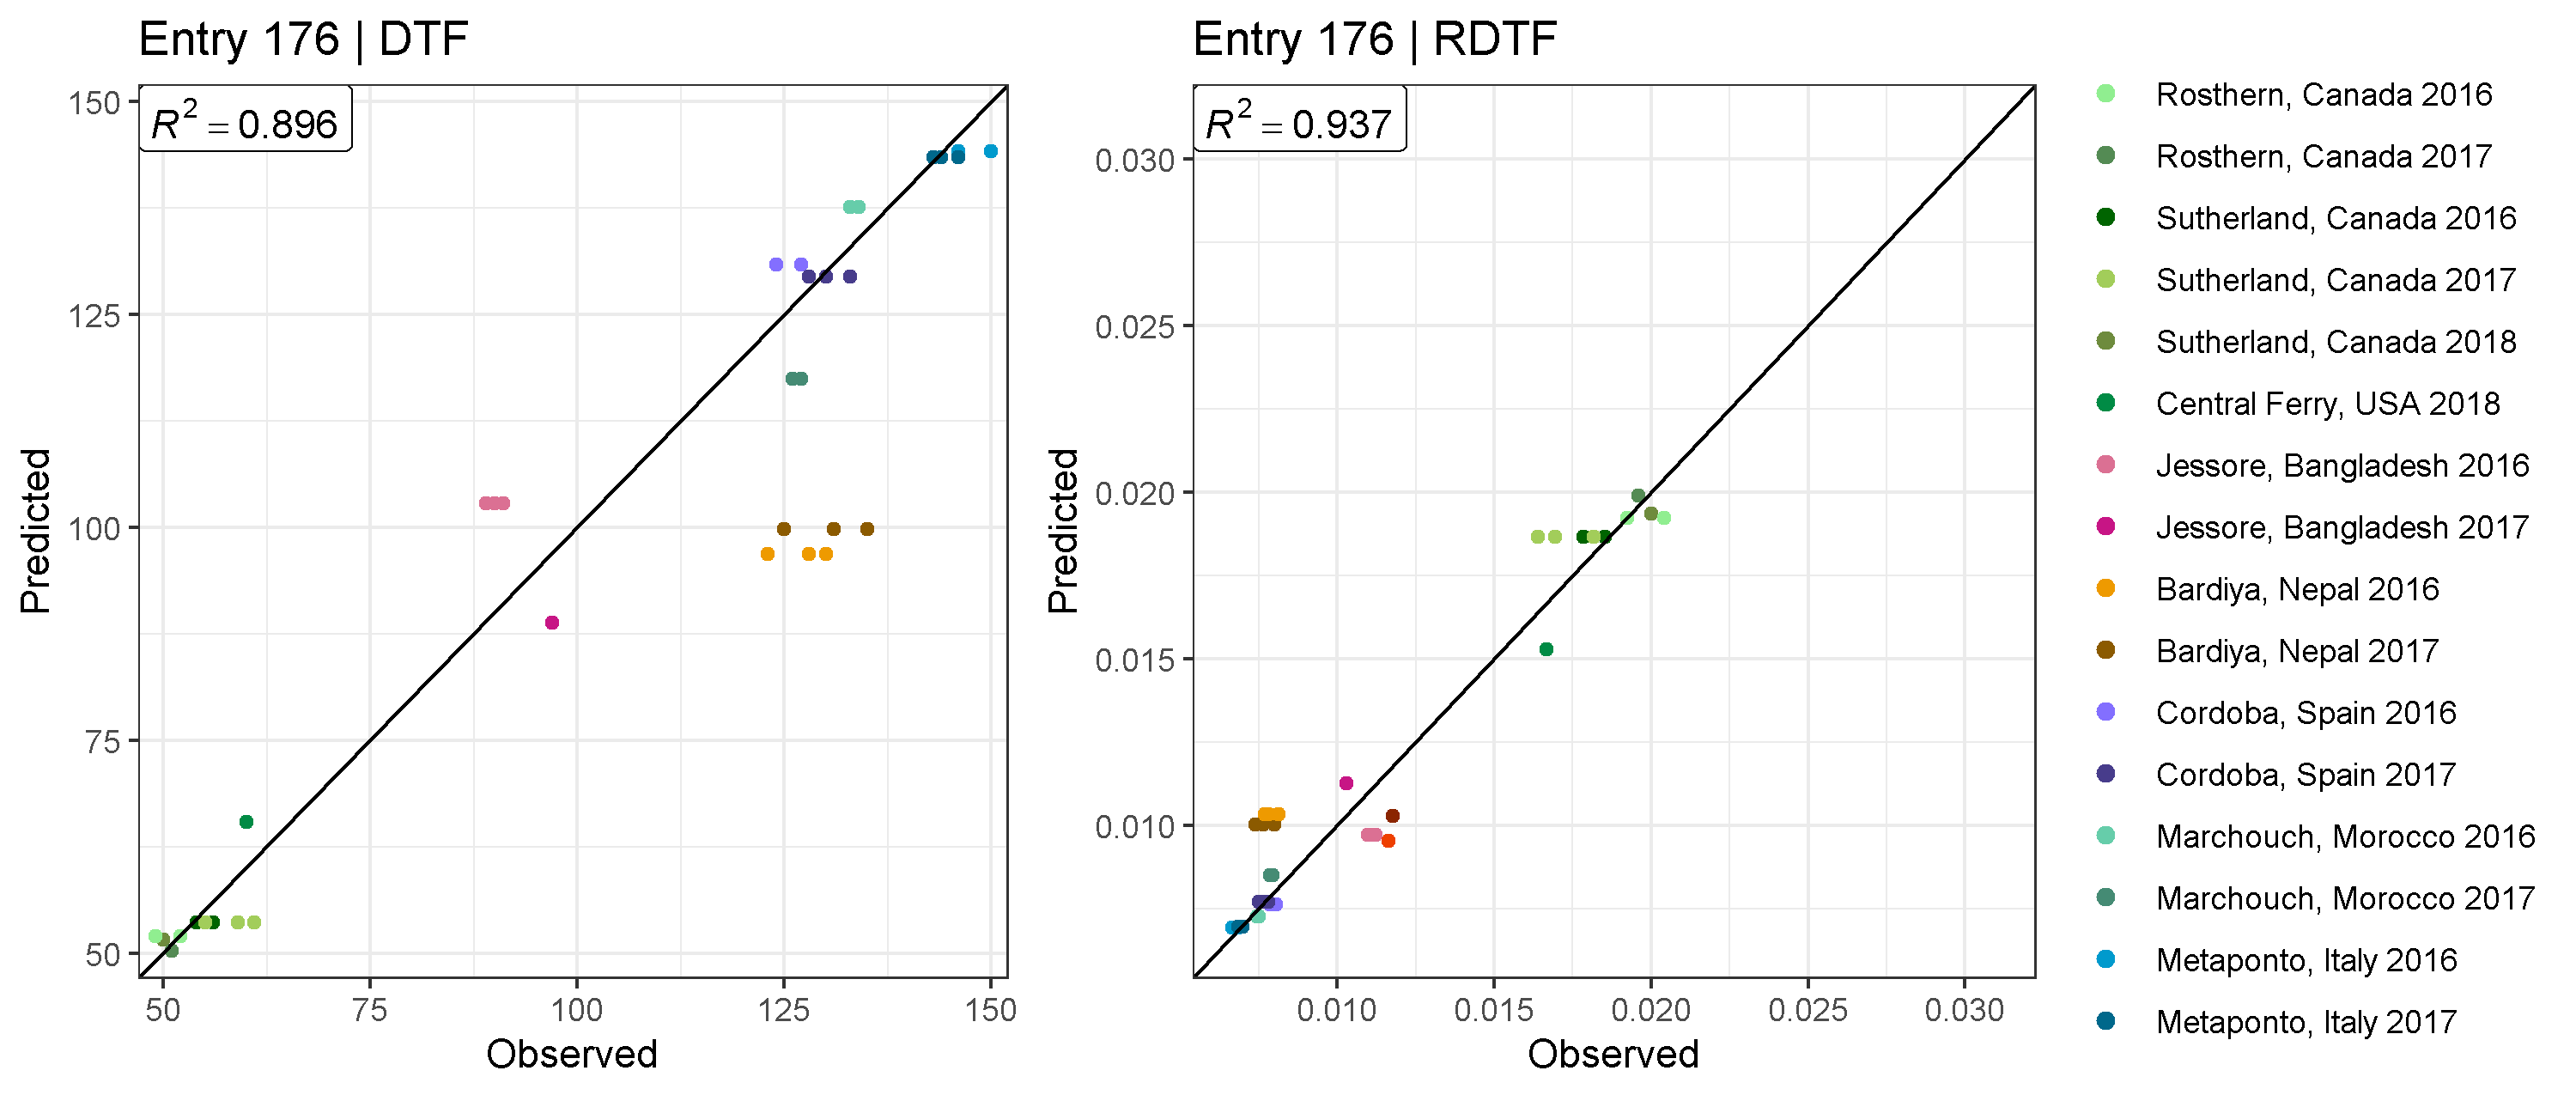 Entry 176 | DTF
R² = 0.896
150
125
100
75
50
Predicted
50 75 100 125 150
Observed
Entry 176 | RDTF
R² = 0.937
0.030
0.025
0.020
0.015
0.010
Predicted
0.010 0.015 0.020 0.025 0.030
Observed
Rosthern, Canada 2016
Rosthern, Canada 2017
Sutherland, Canada 2016
Sutherland, Canada 2017
Sutherland, Canada 2018
Central Ferry, USA 2018
Jessore, Bangladesh 2016
Jessore, Bangladesh 2017
Bardiya, Nepal 2016
Bardiya, Nepal 2017
Cordoba, Spain 2016
Cordoba, Spain 2017
Marchouch, Morocco 2016
Marchouch, Morocco 2017
Metaponto, Italy 2016
Metaponto, Italy 2017